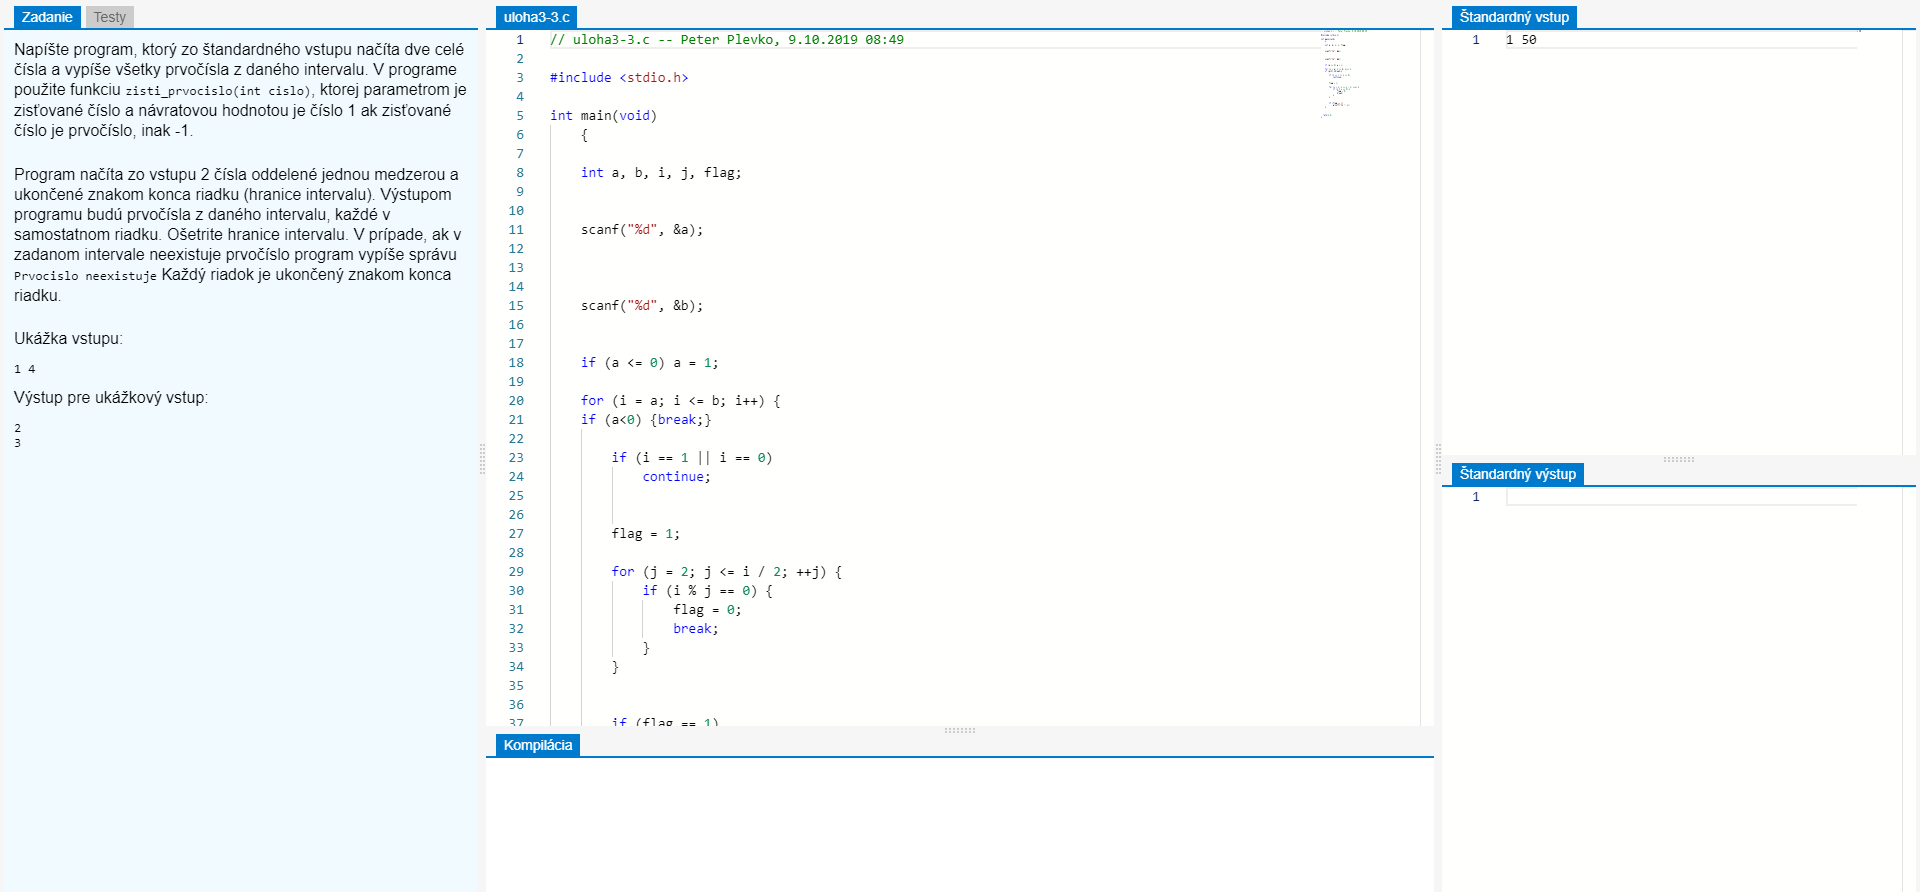 Zadanie
Testy
Napíšte program, ktorý zo štandardného vstupu načíta dve celé
čísla a vypíše všetky prvočísla z daného intervalu. V programe
použite funkciu zisti_prvocislo(int cislo), ktorej parametrom je
zisťované číslo a návratovou hodnotou je číslo 1 ak zisťované
číslo je prvočíslo, inak -1.
Program načíta zo vstupu 2 čísla oddelené jednou medzerou a
ukončené znakom konca riadku (hranice intervalu). Výstupom
programu budú prvočísla z daného intervalu, každé v
samostatnom riadku. Ošetrite hranice intervalu. V prípade, ak v
zadanom intervale neexistuje prvočíslo program vypíše správu
Prvocislo neexistuje Každý riadok je ukončený znakom konca
riadku.
Ukážka vstupu:
1 4
Výstup pre ukážkový vstup:
2
3
uloha3-3.c
1 // uloha3-3.c -- Peter Plevko, 9.10.2019 08:49
2
3 #include <stdio.h>
4
5 int main(void)
6 {
7
8 int a, b, i, j, flag;
9
10
11 scanf("%d", &a);
12
13
14
15 scanf("%d", &b);
16
17
18 if (a <= 0) a = 1;
19
20 for (i = a; i <= b; i++) {
21 if (a<0) {break;}
22
23 if (i == 1 || i == 0)
24 continue;
25
26
27 flag = 1;
28
29 for (j = 2; j <= i / 2; ++j) {
30 if (i % j == 0) {
31 flag = 0;
32 break;
33 }
34 }
35
36
37 if (flag == 1)
Kompilácia
Štandardný vstup
1 1 50
Štandardný výstup
1